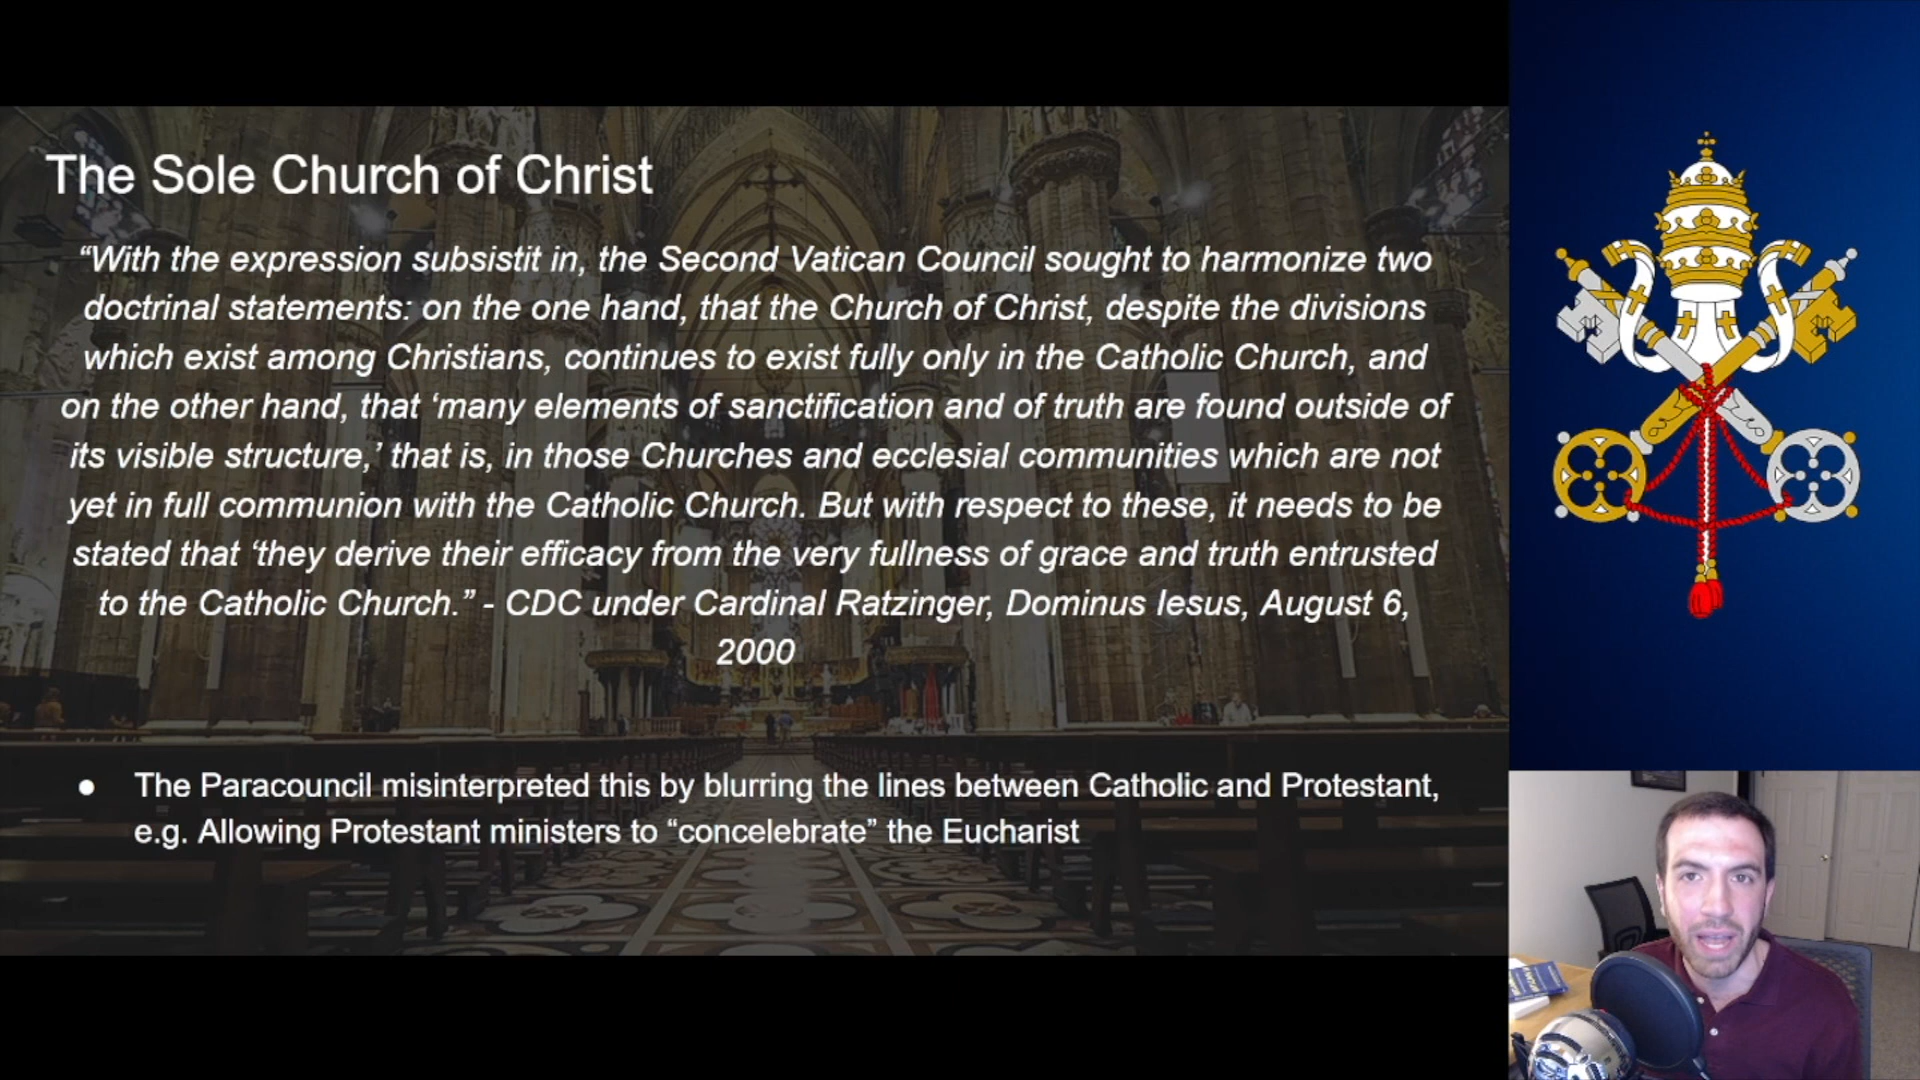 The Sole Church of Christ
“With the expression subsistit in, the Second Vatican Council sought to harmonize two
doctrinal statements: on the one hand, that the Church of Christ, despite the divisions
which exist among Christians, continues to exist fully only in the Catholic Church, and
on the other hand, that ‘many elements of sanctification and of truth are found outside of
its visible structure,’ that is, in those Churches and ecclesial communities which are not
yet in full communion with the Catholic Church. But with respect to these, it needs to be
stated that ‘they derive their efficacy from the very fullness of grace and truth entrusted
to the Catholic Church.” - CDC under Cardinal Ratzinger, Dominus Iesus, August 6,
2000
● The Paracouncil misinterpreted this by blurring the lines between Catholic and Protestant,
e.g. Allowing Protestant ministers to “concelebrate” the Eucharist